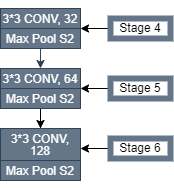 3*3 CONV, 32
Max Pool S2
Stage 4
3*3 CONV, 64
Max Pool S2
Stage 5
3*3 CONV,
128
Max Pool S2
Stage 6